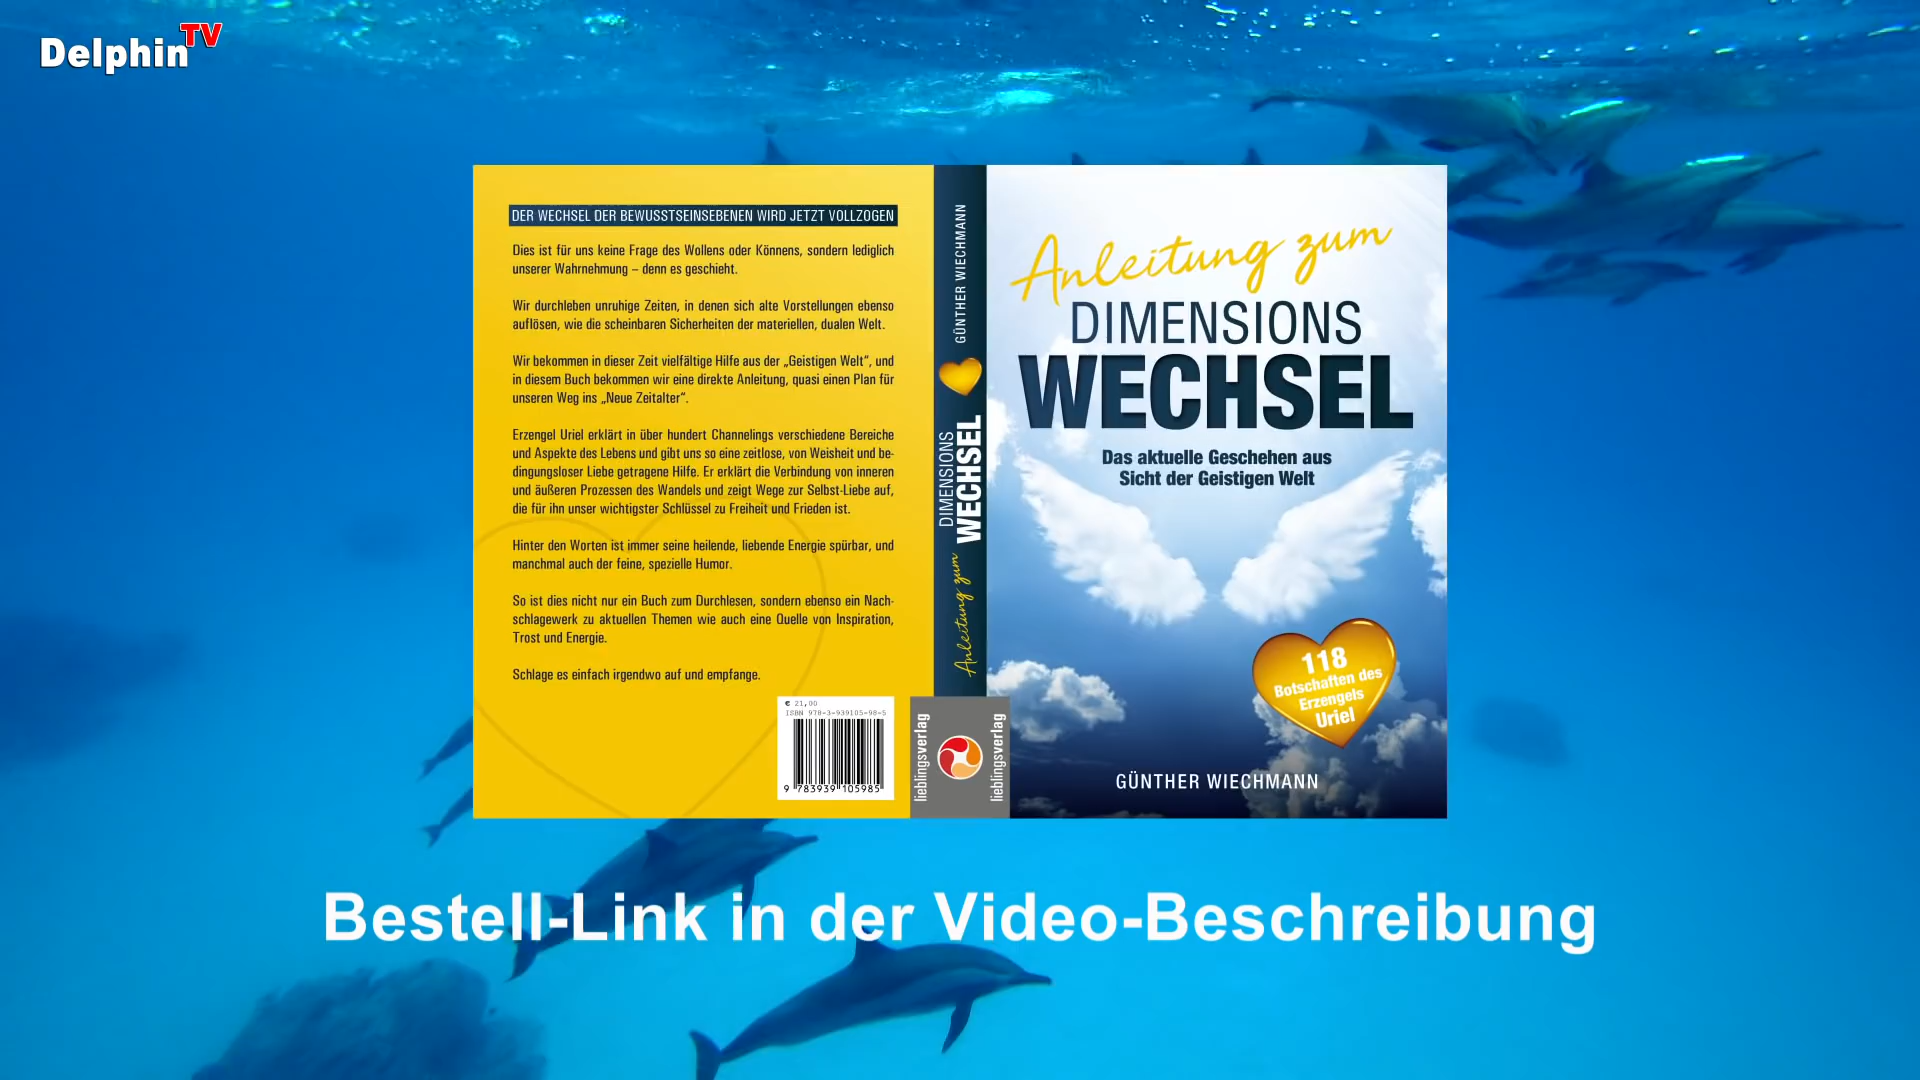 Delphin TV
DER WECHSEL DER BEWUSSTSEINSEBENEN WIRD JETZT VOLLZOGEN
Dies ist für uns keine Frage des Wollens oder Könnens, sondern lediglich
unserer Wahrnehmung – denn es geschieht.
Wir durchleben unruhige Zeiten, in denen sich alte Vorstellungen ebenso
auflösen, wie die scheinbaren Sicherheiten der materiellen, dualen Welt.
Wir bekommen in dieser Zeit vielfältige Hilfe aus der „Geistigen Welt“, und
in diesem Buch bekommen wir eine direkte Anleitung, quasi einen Plan für
unseren Weg ins „Neue Zeitalter“.
Erzengel Uriel erklärt in über hundert Channelings verschiedene Bereiche
und Aspekte des Lebens und gibt uns so eine zeitlose, von Weisheit und be-
dingungsloser Liebe getragene Hilfe. Er erklärt die Verbindung von inneren
und äußeren Prozessen des Wandels und zeigt Wege zur Selbst-Liebe auf,
die für ihn unser wichtigster Schlüssel zu Freiheit und Frieden ist.
Hinter den Worten ist immer seine heilende, liebende Energie spürbar, und
manchmal auch der feine, spezielle Humor.
So ist dies nicht nur ein Buch zum Durchlesen, sondern ebenso ein Nach-
schlagewerk zu aktuellen Themen wie auch eine Quelle von Inspiration,
Trost und Energie.
Schlage es einfach irgendwo auf und empfange.
€ 21,00
ISBN 978-3-939105-98-5
9 783939 105985
GÜNTHER WIECHMANN
Anleitung zum
DIMENSIONS
WECHSEL
lieblingsverlag
lieblingsverlag
Anleitung zum
DIMENSIONS
WECHSEL
Das aktuelle Geschehen aus
Sicht der Geistigen Welt
118
Botschaften des
Erzengels
Uriel
GÜNTHER WIECHMANN
Bestell-Link in der Video-Beschreibung